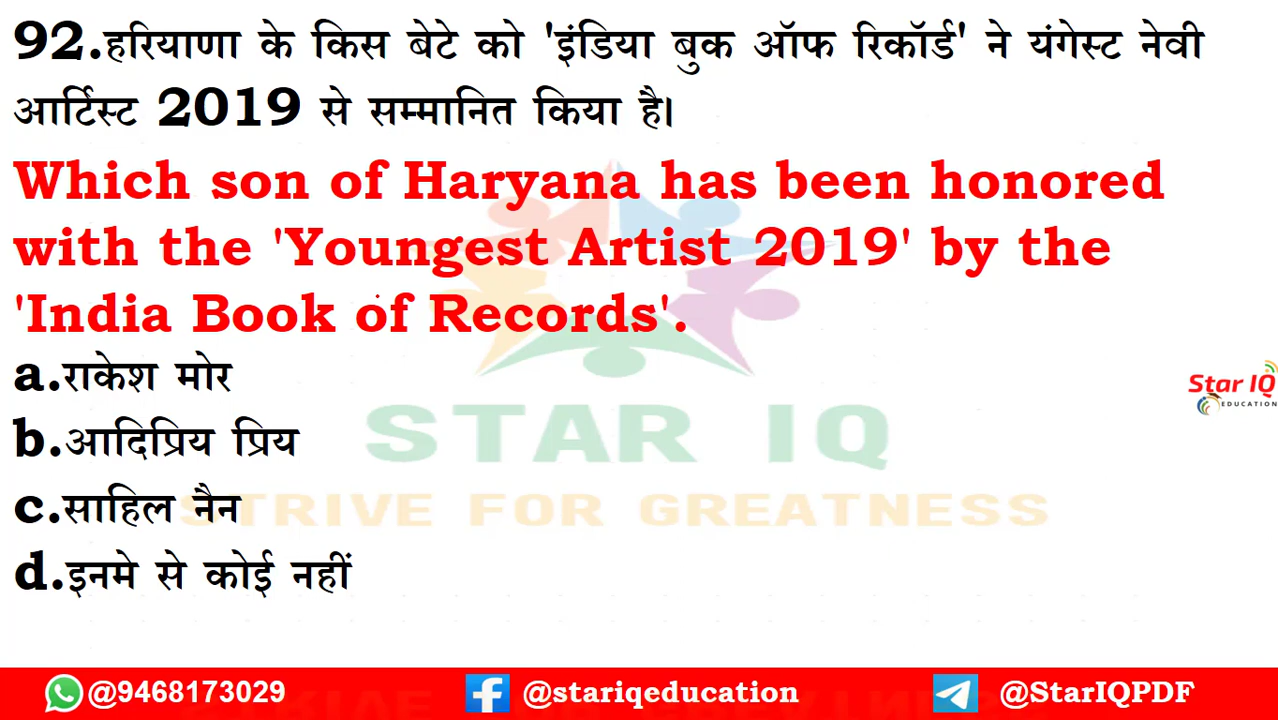 92.हरियाणा के किस बेटे को 'इंडिया बुक ऑफ रिकॉर्ड' ने यंगेस्ट नेवी
आर्टिस्ट 2019 से सम्मानित किया है।
Which son of Haryana has been honored
with the 'Youngest Artist 2019' by the
'India Book of Records'.
a.राकेश मोर
b.आदिप्रिय प्रिय
c.साहिल नैन
d.इनमे से कोई नहीं
STAR IQ
STRIVE FOR GREATNESS
Star IQ
EDUCATION
@9468173029 @stariqeducation @StarIQPDF